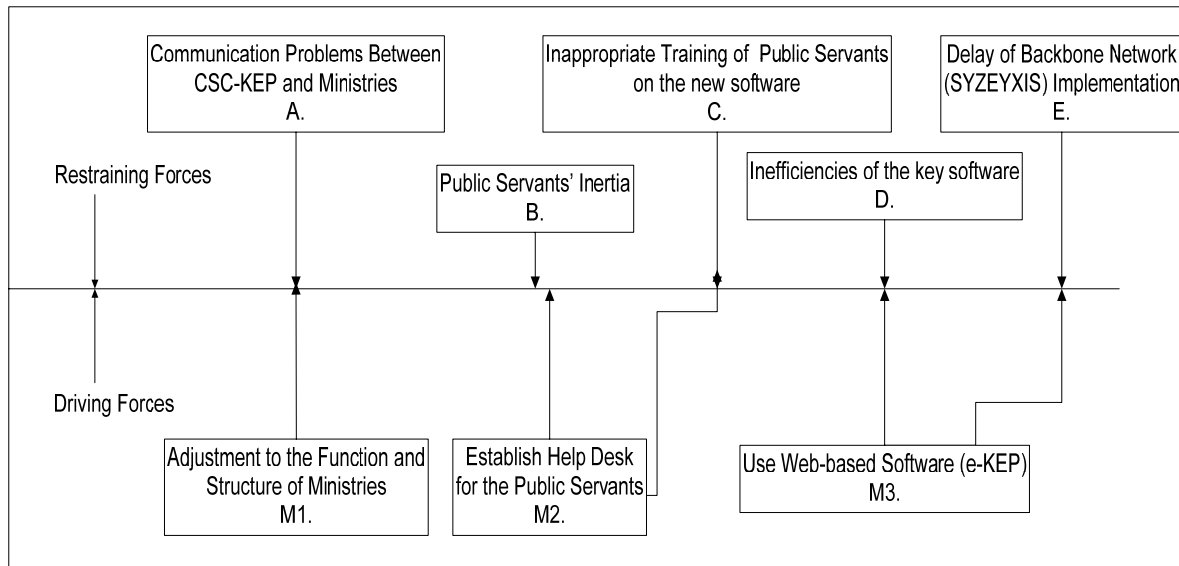 Communication Problems Between
CSC-KEP and Ministries
A.
Inappropriate Training of Public Servants
on the new software
C.
Delay of Backbone Network
(SYZEYXIS) Implementation
E.
Restraining Forces
Public Servants’ Inertia
B.
Inefficiencies of the key software
D.
Driving Forces
Adjustment to the Function and
Structure of Ministries
M1.
Establish Help Desk
for the Public Servants
M2.
Use Web-based Software (e-KEP)
M3.